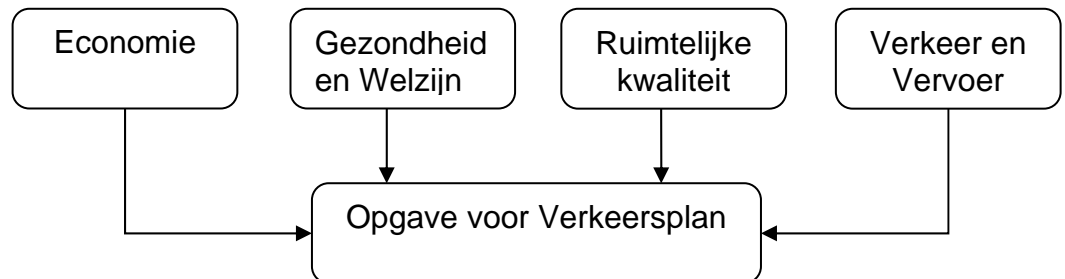 Economie
Gezondheid
en Welzijn
Ruimtelijke
kwaliteit
Verkeer en
Vervoer
Opgave voor Verkeersplan